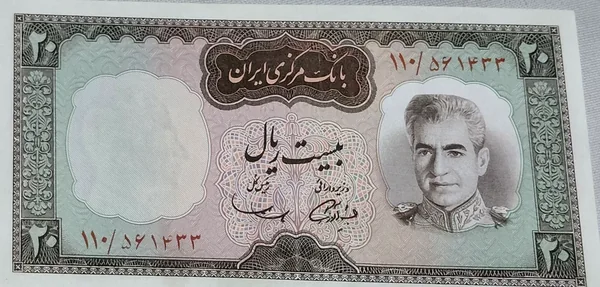 ۲۰
بانک مرکزی ایران
۱۱۰/۵۶۱۴۳۳
۲۰
بیست ریال
وزیر دارائی
رئیس کل
۱۱۰/۵۶۱۴۳۳
۲۰
۲۰